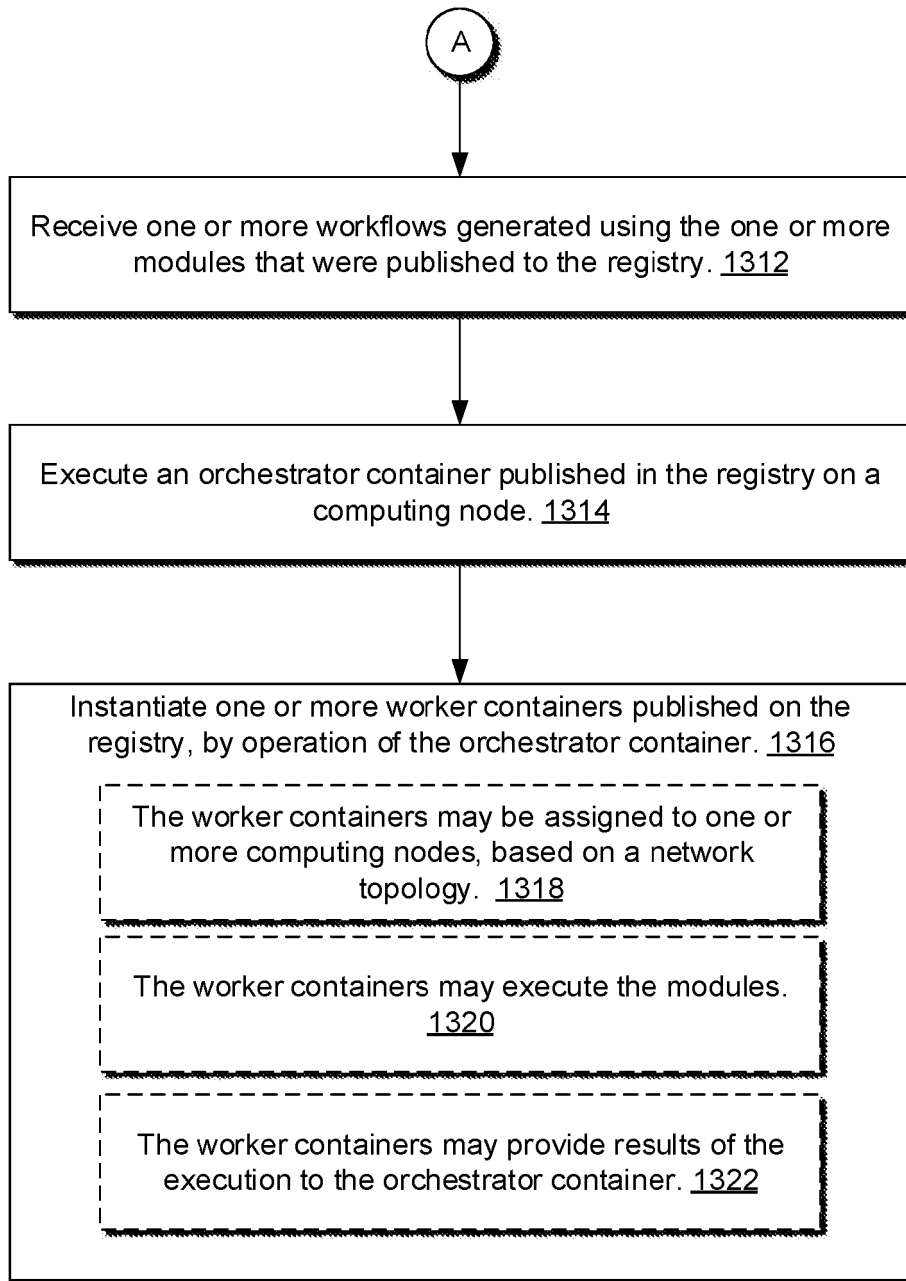 A
Receive one or more workflows generated using the one or more
modules that were published to the registry. 1312
Execute an orchestrator container published in the registry on a
computing node. 1314
Instantiate one or more worker containers published on the
registry, by operation of the orchestrator container. 1316
The worker containers may be assigned to one or
more computing nodes, based on a network
topology. 1318
The worker containers may execute the modules.
1320
The worker containers may provide results of the
execution to the orchestrator container. 1322